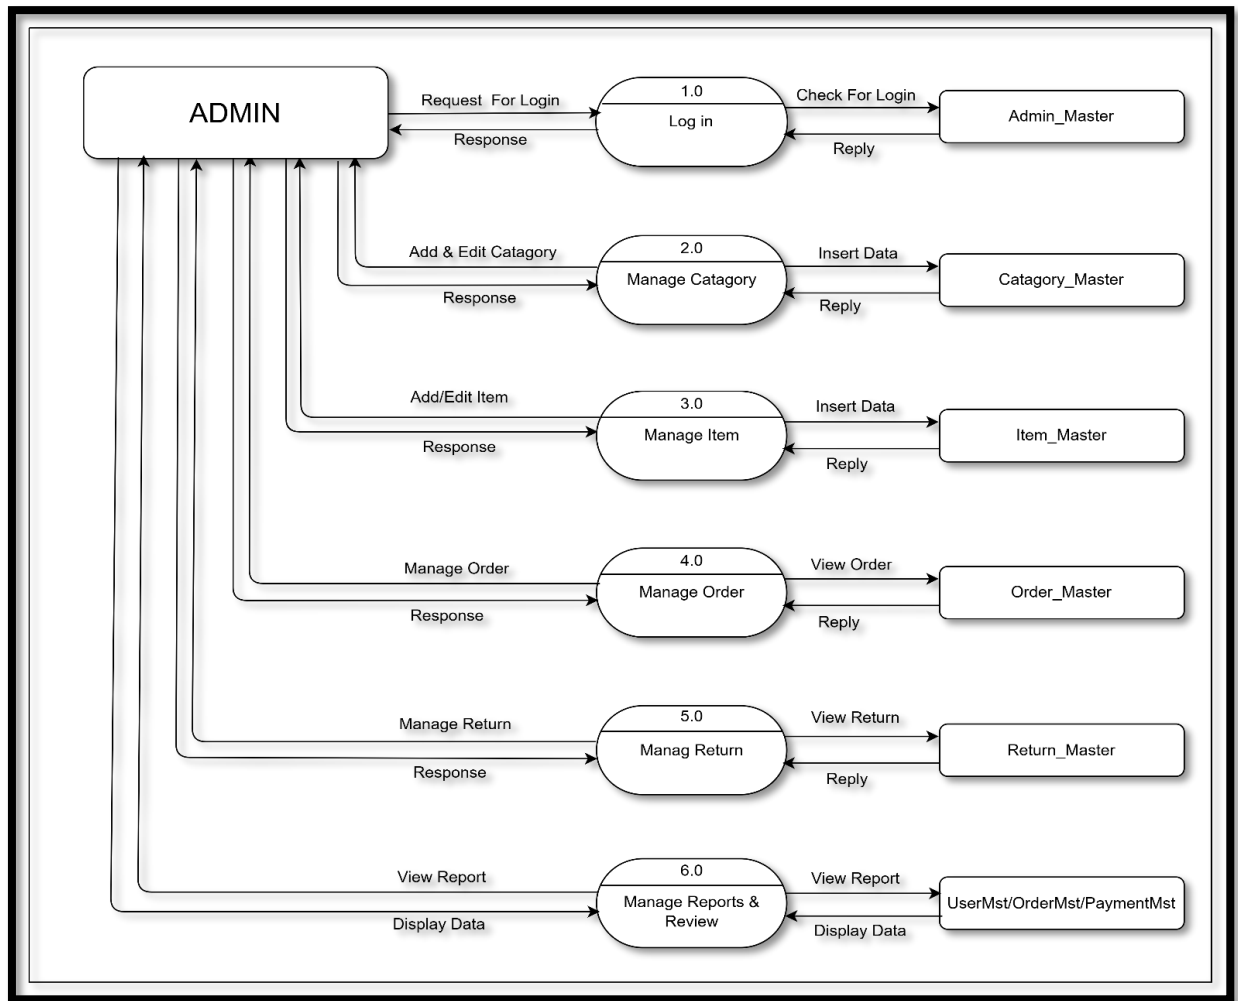 ADMIN
Request  For Login
Response
1.0
Log in
Check For Login
Reply
Admin_Master
Add & Edit Catagory
Response
2.0
Manage Catagory
Insert Data
Reply
Catagory_Master
Add/Edit Item
Response
3.0
Manage Item
Insert Data
Reply
Item_Master
Manage Order
Response
4.0
Manage Order
View Order
Reply
Order_Master
Manage Return
Response
5.0
Manag Return
View Return
Reply
Return_Master
View Report
Display Data
6.0
Manage Reports &
Review
View Report
Display Data
UserMst/OrderMst/PaymentMst